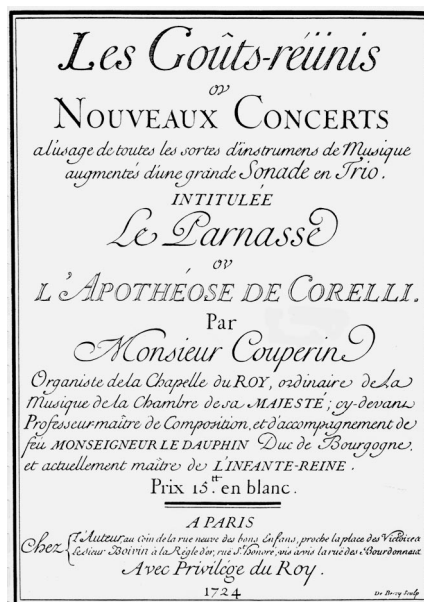 Les Goûts-réünis
ou
NOUVEAUX CONCERTS
a l'usage de toutes les sortes d'instrumens de Musique
augmentés d'une grande Sonade en Trio.
INTITULÉE
Le Parnasse
ou
L'APOTHÉOSE DE CORELLI.
Par
Monsieur Couperin
Organiste de la Chapelle du ROY, ordinaire de la
Musique de la Chambre de sa MAJESTÉ; cy-devant
Professeur-maître de Composition, et d'accompagnement de
feu MONSEIGNEUR LE DAUPHIN Duc de Bourgogne,
et actuellement maître de L'INFANTE-REINE.
Prix 15.tt en blanc.
A PARIS
Chez { L'Auteur, au Coin de la rue neuve des bons Enfans, proche la place des Victoires
Le Sieur Boivin à la Règle d'or, rue St. Honoré, vis avis la rue des Bourdonnais
Avec Privilége du Roy.
1724